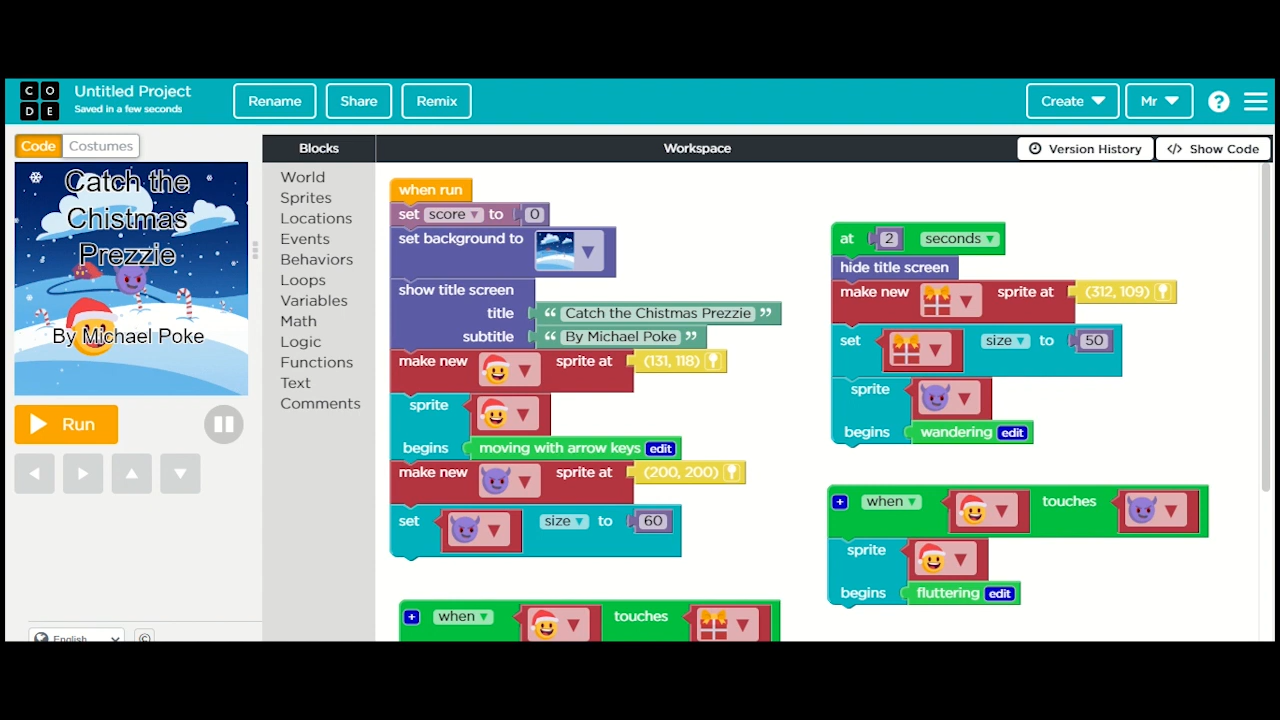 C O
D E
Untitled Project
Saved in a few seconds
Rename
Share
Remix
Create
Mr
?
Code
Costumes
Blocks
Workspace
Version History
</> Show Code
Catch the
Chistmas
Prezzie
By Michael Poke
Run
English
©
World
Sprites
Locations
Events
Behaviors
Loops
Variables
Math
Logic
Functions
Text
Comments
when run
set score to 0
set background to
show title screen
title “ Catch the Chistmas Prezzie ”
subtitle “ By Michael Poke ”
make new sprite at (131, 118)
sprite
begins moving with arrow keys edit
make new sprite at (200, 200)
set size to 60
+ when touches
at 2 seconds
hide title screen
make new sprite at (312, 109)
set size to 50
sprite
begins wandering edit
+ when touches
sprite
begins fluttering edit